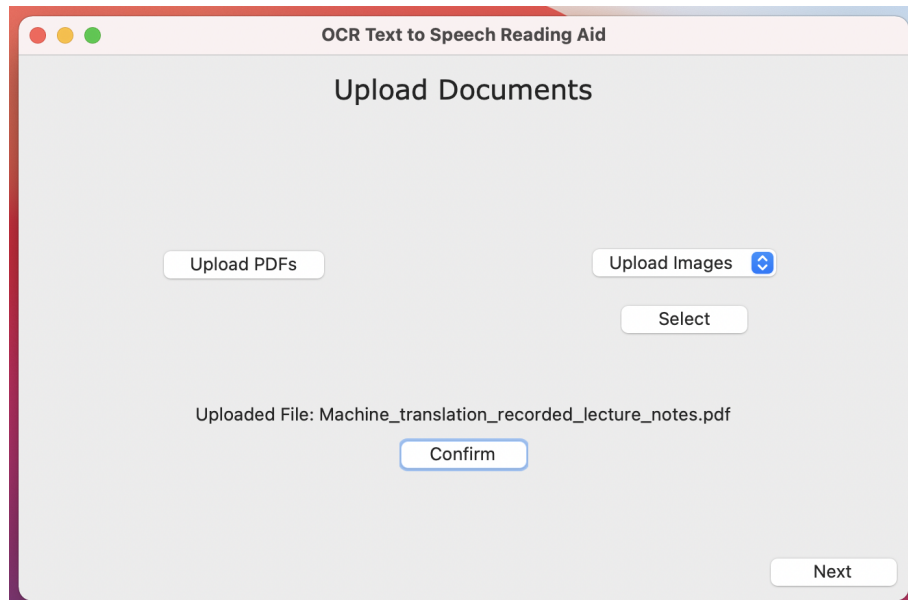 OCR Text to Speech Reading Aid
Upload Documents
Upload PDFs
Upload Images
Select
Uploaded File: Machine_translation_recorded_lecture_notes.pdf
Confirm
Next